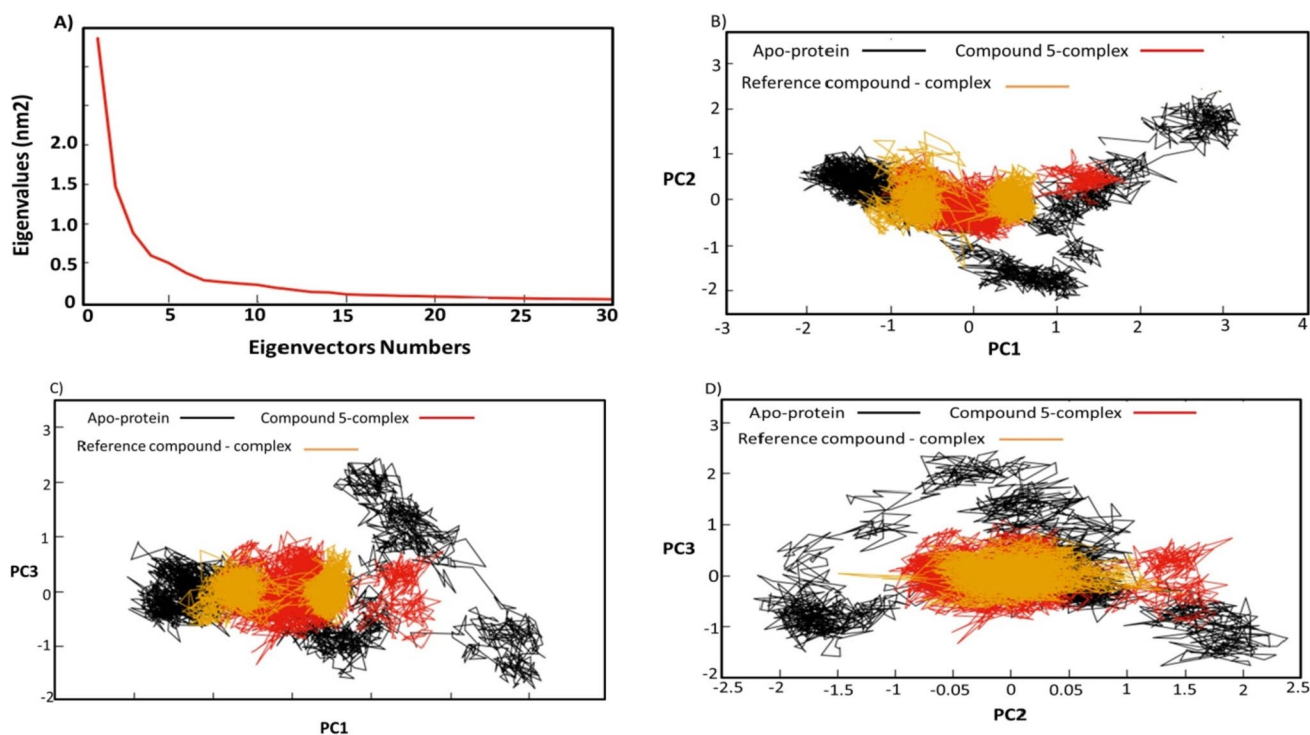 A)
Eigenvalues (nm2)
2.0
1.5
1.0
0.5
0
0 5 10 15 20 25 30
Eigenvectors Numbers
B)
Apo-protein Compound 5-complex
Reference compound - complex
PC2
3
2
1
0
-1
-2
-3 -2 -1 0 1 2 3 4
PC1
C)
Apo-protein Compound 5-complex
Reference compound - complex
PC3
3
2
1
0
-1
-2
PC1
D)
Apo-protein Compound 5-complex
Reference compound - complex
PC3
3
2
1
0
-1
-2
-2.5 -2 -1.5 -1 -0.05 0 0.05 1 1.5 2 2.5
PC2